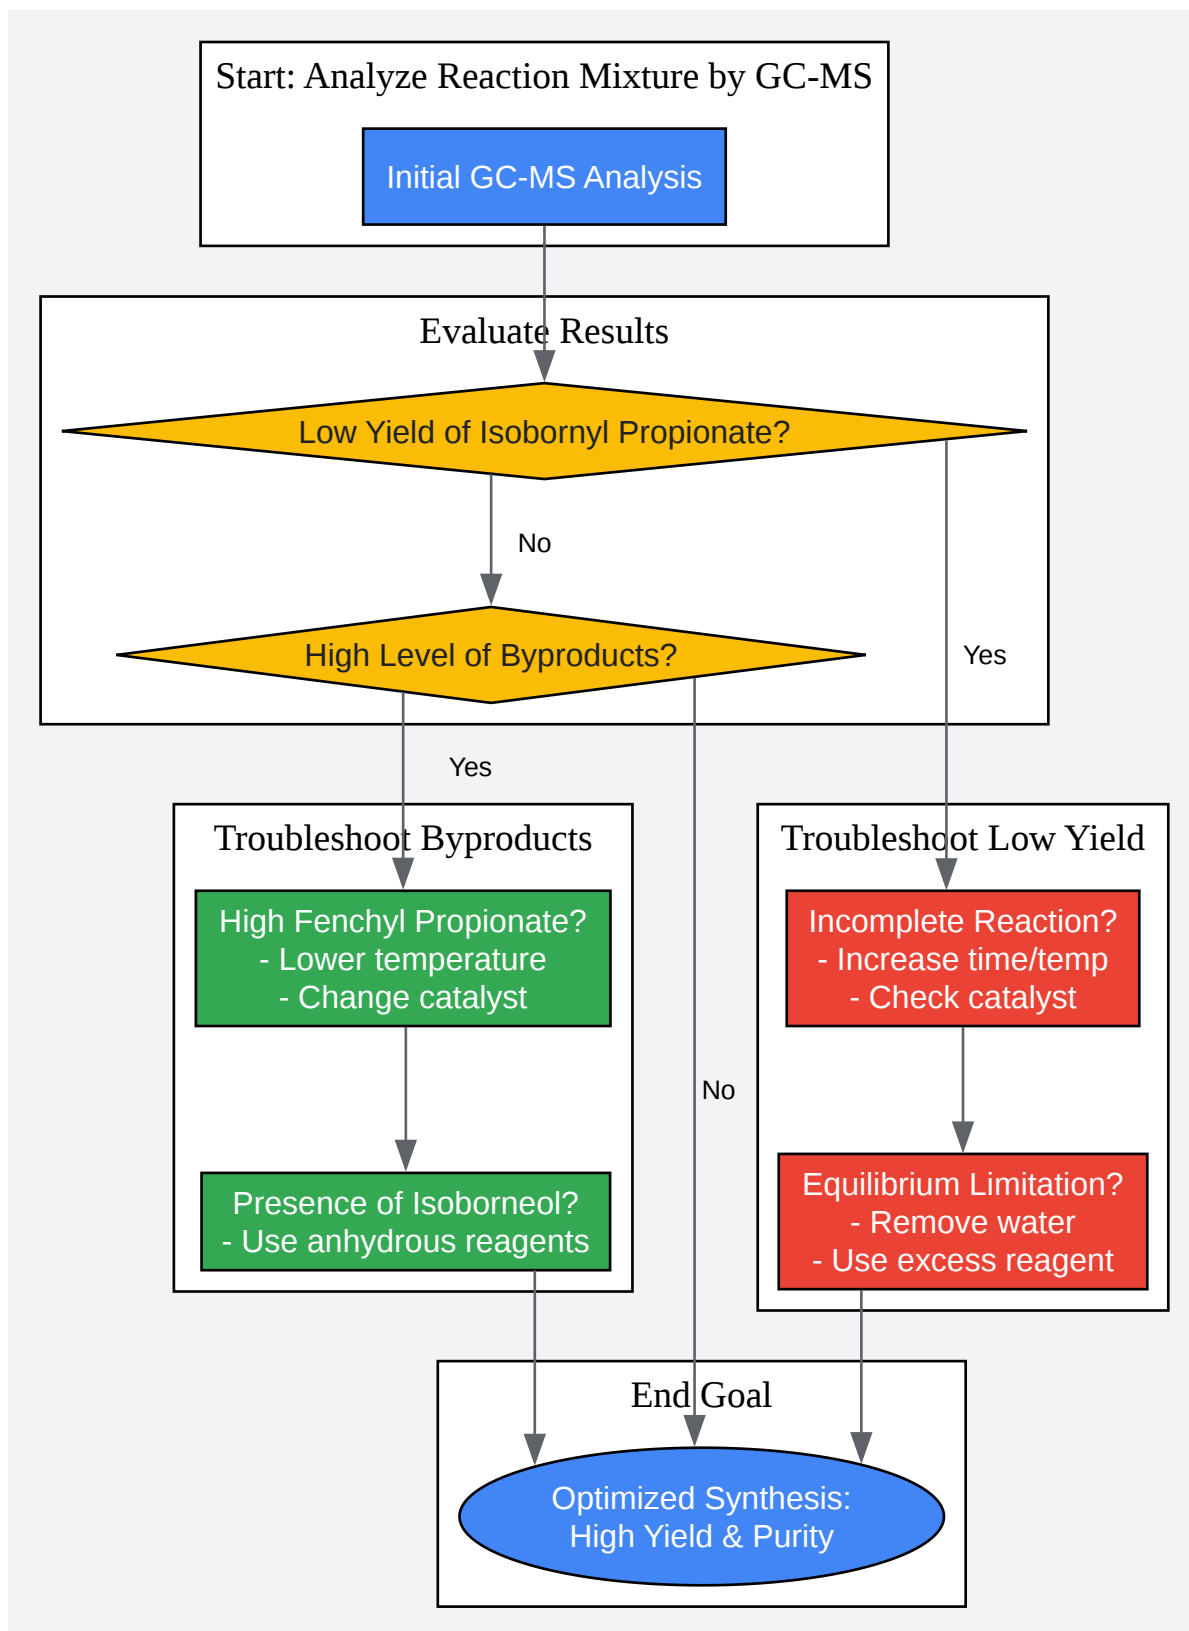 Start: Analyze Reaction Mixture by GC-MS
Initial GC-MS Analysis
Evaluate Results
Low Yield of Isobornyl Propionate?
No
High Level of Byproducts?
Yes
Yes
Troubleshoot Byproducts
High Fenchyl Propionate?
- Lower temperature
- Change catalyst
Presence of Isoborneol?
- Use anhydrous reagents
No
Troubleshoot Low Yield
Incomplete Reaction?
- Increase time/temp
- Check catalyst
Equilibrium Limitation?
- Remove water
- Use excess reagent
End Goal
Optimized Synthesis:
High Yield & Purity